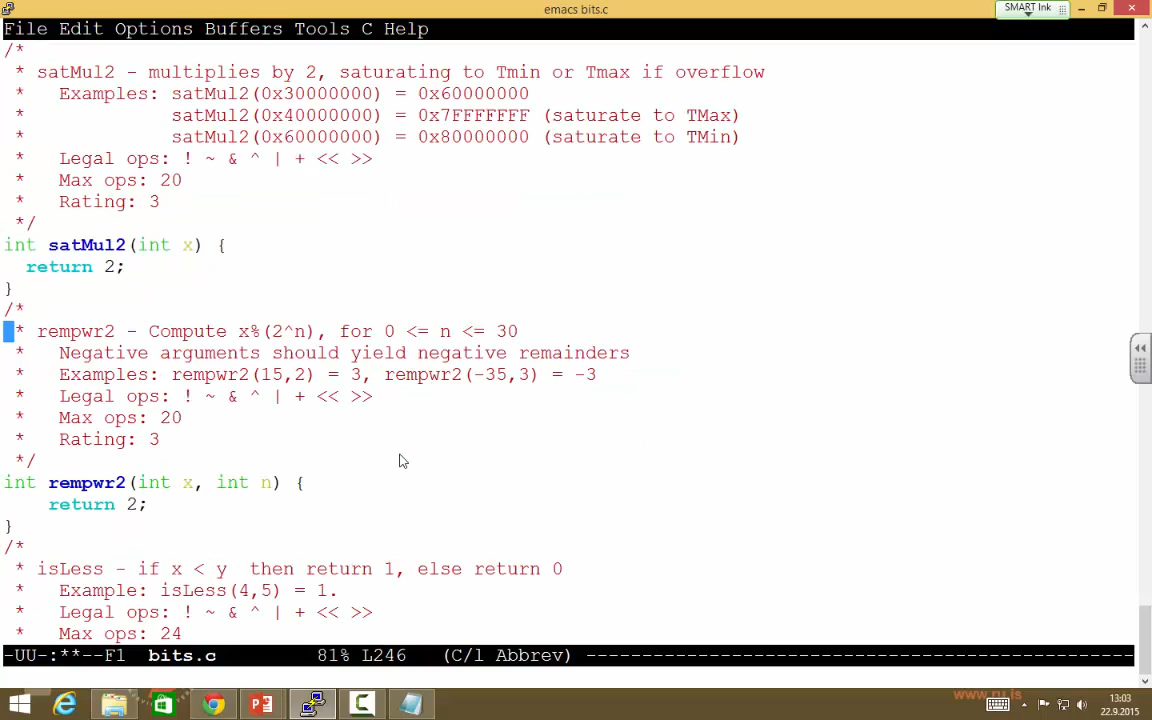 emacs bits.c
SMART Ink
File Edit Options Buffers Tools C Help
/*
 * satMul2 - multiplies by 2, saturating to Tmin or Tmax if overflow
 *   Examples: satMul2(0x30000000) = 0x60000000
 *             satMul2(0x40000000) = 0x7FFFFFFF (saturate to TMax)
 *             satMul2(0x60000000) = 0x80000000 (saturate to TMin)
 *   Legal ops: ! ~ & ^ | + << >>
 *   Max ops: 20
 *   Rating: 3
 */
int satMul2(int x) {
  return 2;
}
/*
 * rempwr2 - Compute x%(2^n), for 0 <= n <= 30
 *   Negative arguments should yield negative remainders
 *   Examples: rempwr2(15,2) = 3, rempwr2(-35,3) = -3
 *   Legal ops: ! ~ & ^ | + << >>
 *   Max ops: 20
 *   Rating: 3
 */
int rempwr2(int x, int n) {
    return 2;
}
/*
 * isLess - if x < y  then return 1, else return 0
 *   Example: isLess(4,5) = 1.
 *   Legal ops: ! ~ & ^ | + << >>
 *   Max ops: 24
-UU-:**--F1  bits.c         81% L246   (C/l Abbrev) --------------------------------------------------
www.nr.is
13:03
22.9.2015